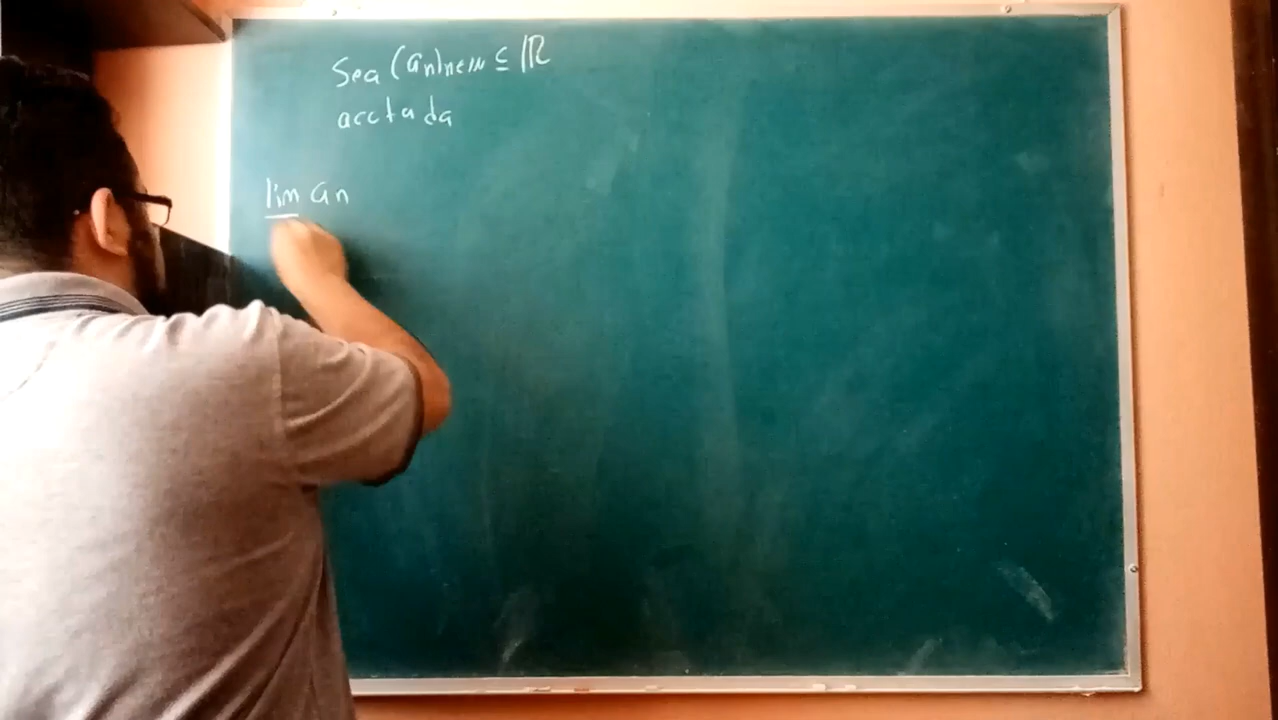 Sea (an)n∈ℕ ⊆ ℝ
acotada
lim an